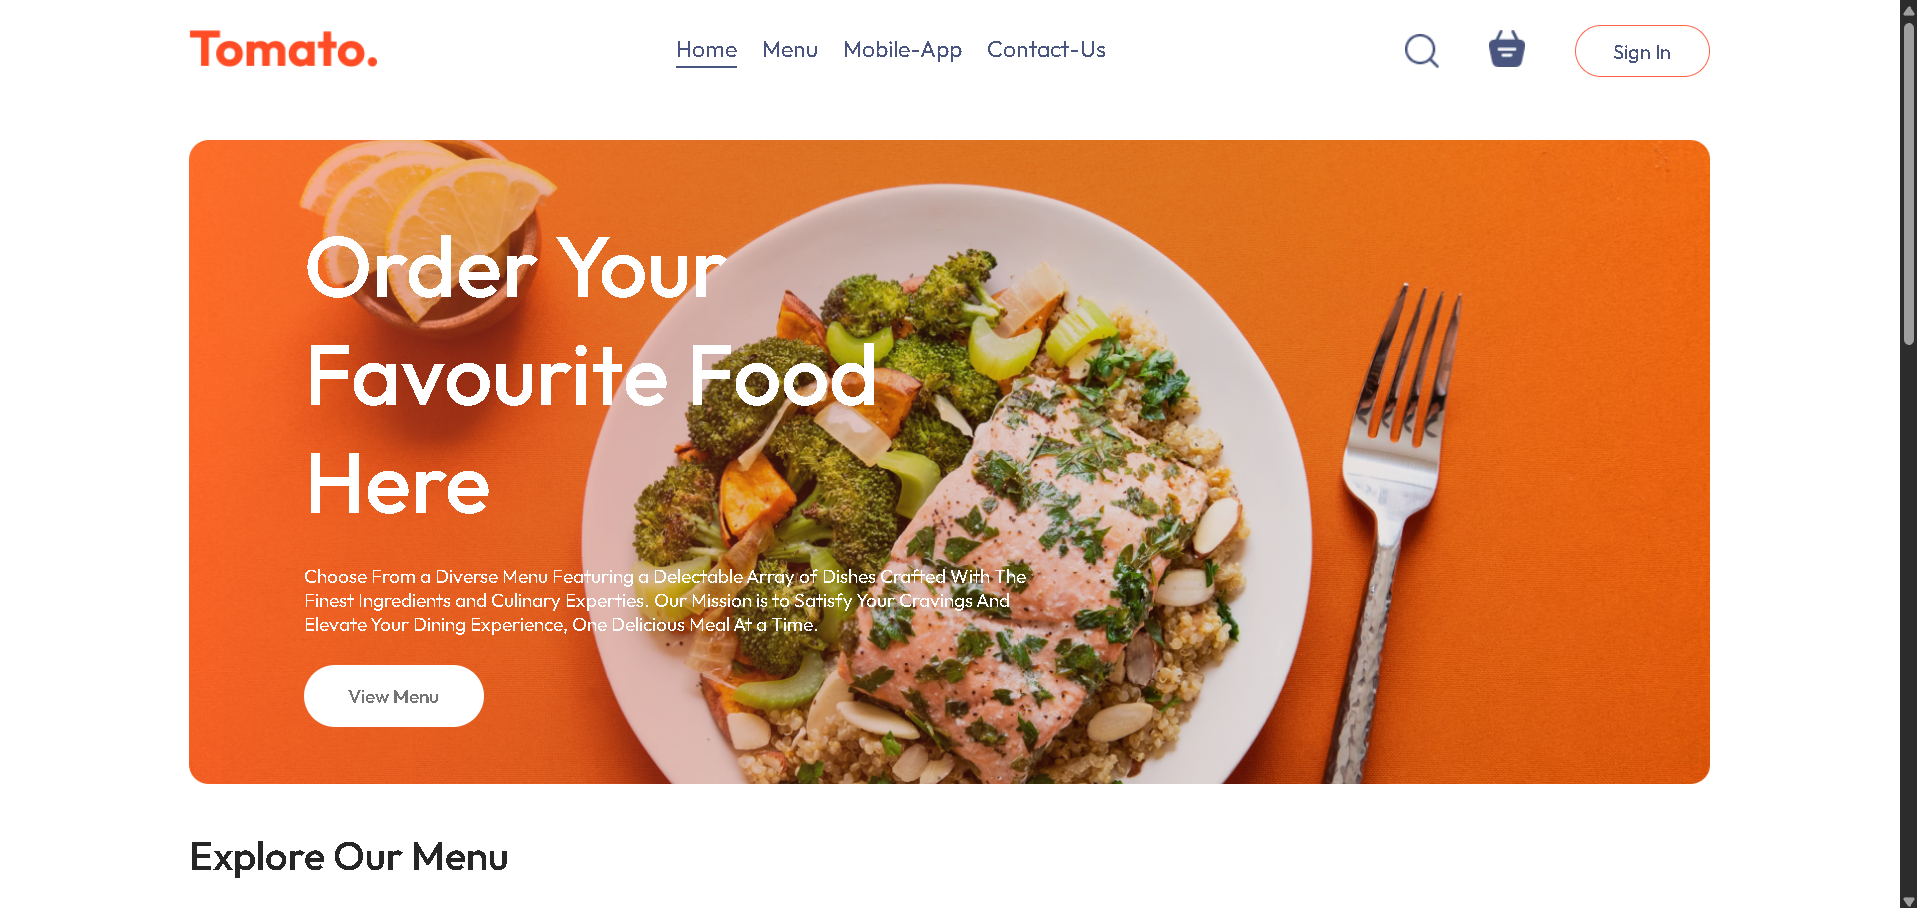 Tomato.
Home Menu Mobile-App Contact-Us
Sign In
Order Your
Favourite Food
Here
Choose From a Diverse Menu Featuring a Delectable Array of Dishes Crafted With The
Finest Ingredients and Culinary Experties. Our Mission is to Satisfy Your Cravings And
Elevate Your Dining Experience, One Delicious Meal At a Time.
View Menu
Explore Our Menu